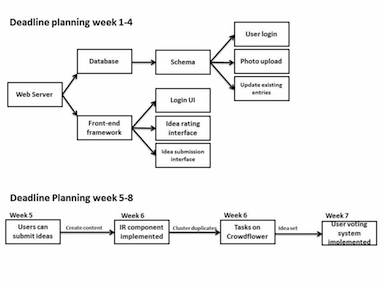 Deadline planning week 1-4
User login
Database
Schema
Photo upload
Update existing
entries
Web Server
Login UI
Front-end
framework
Idea rating
interface
Idea submission
interface
Deadline Planning week 5-8
Week 5
Week 6
Week 6
Week 7
Users can
submit ideas
Create content
IR component
implemented
Cluster duplicates
Tasks on
Crowdflower
Idea set
User voting
system
implemented